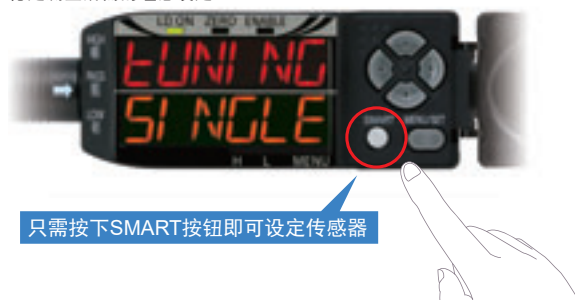 LD ON ZERO ENABLE
HIGH
PASS
LOW
tUNI NG
SI NGLE
SMART MENU/SET
H L MENU
只需按下SMART按钮即可设定传感器